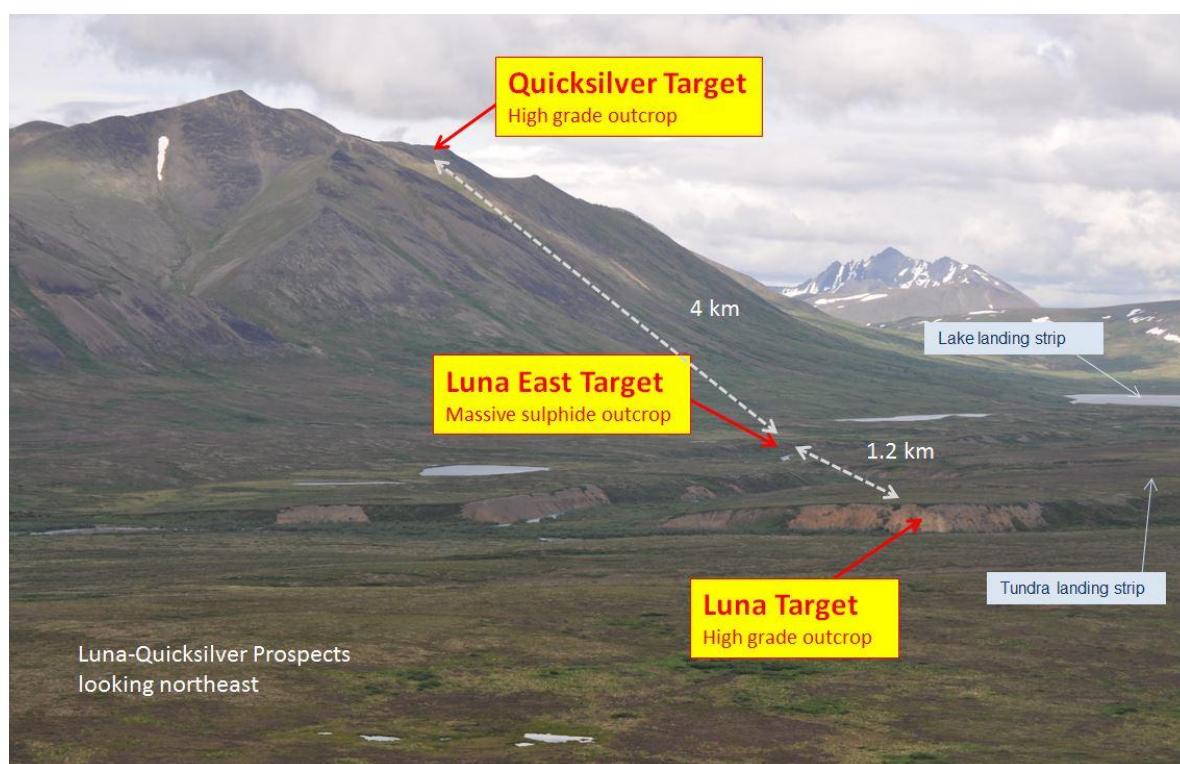 Quicksilver Target
High grade outcrop
4 km
Lake landing strip
Luna East Target
Massive sulphide outcrop
1.2 km
Tundra landing strip
Luna Target
High grade outcrop
Luna-Quicksilver Prospects
looking northeast